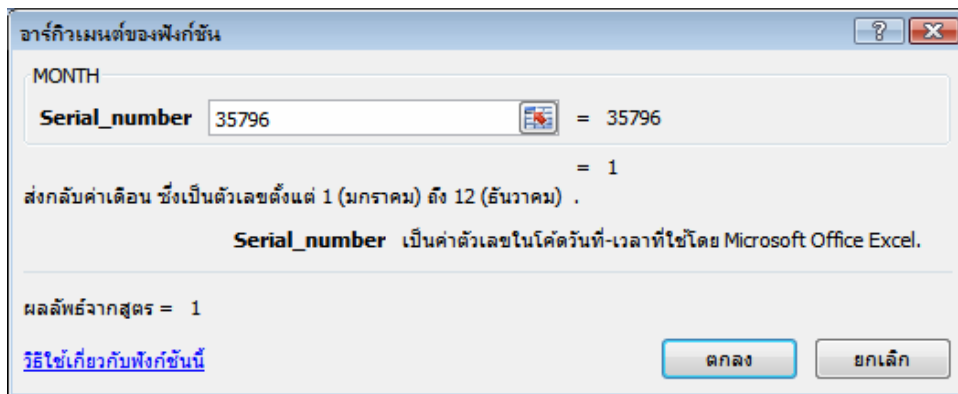 อาร์กิวเมนต์ของฟังก์ชัน
MONTH
Serial_number 35796 = 35796
= 1
ส่งกลับค่าเดือน ซึ่งเป็นตัวเลขตั้งแต่ 1 (มกราคม) ถึง 12 (ธันวาคม) .
Serial_number เป็นค่าตัวเลขในโค้ดวันที่-เวลาที่ใช้โดย Microsoft Office Excel.
ผลลัพธ์จากสูตร = 1
วิธีใช้เกี่ยวกับฟังก์ชันนี้ ตกลง ยกเลิก